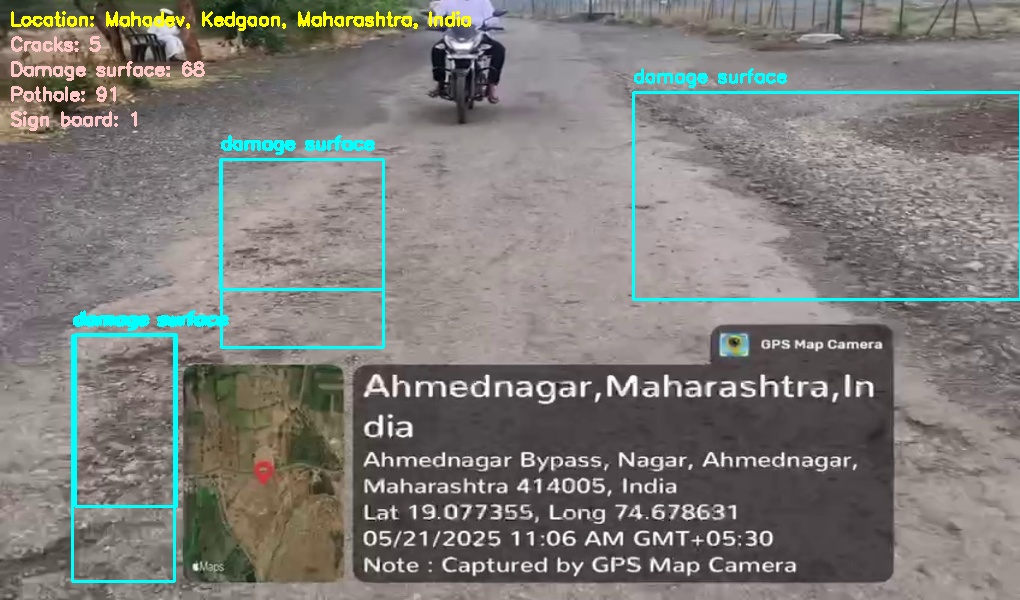 Location: Mahadev, Kedgaon, Maharashtra, India
Cracks: 5
Damage surface: 68
Pothole: 91
Sign board: 1
damage surface
damage surface
damage surface
GPS Map Camera
Ahmednagar,Maharashtra,In
dia
Ahmednagar Bypass, Nagar, Ahmednagar,
Maharashtra 414005, India
Lat 19.077355, Long 74.678631
05/21/2025 11:06 AM GMT+05:30
Note : Captured by GPS Map Camera
Maps